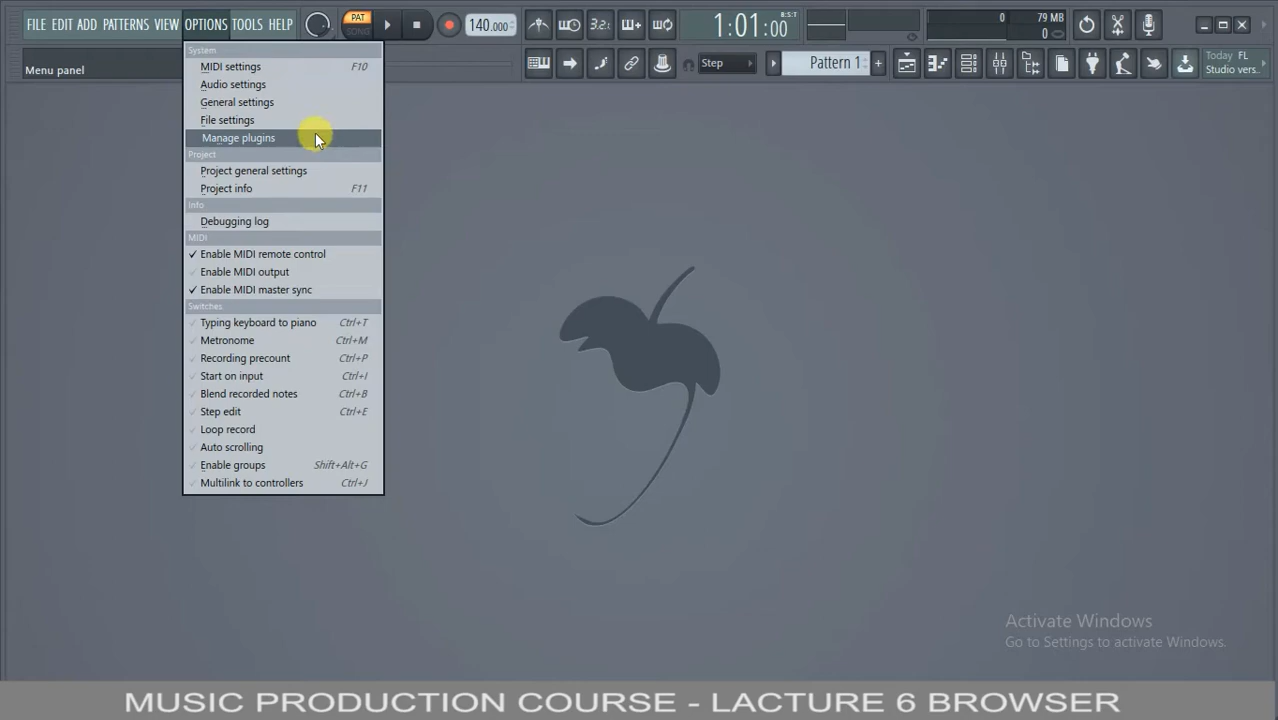 FILE EDIT ADD PATTERNS VIEW OPTIONS TOOLS HELP
PAT
SONG
140.000
3.2:
1:01:00
B:S:T
0
79 MB
0
Menu panel
Step
Pattern 1
Today FL
Studio vers..
System
MIDI settings F10
Audio settings
General settings
File settings
Manage plugins
Project
Project general settings
Project info F11
Info
Debugging log
MIDI
Enable MIDI remote control
Enable MIDI output
Enable MIDI master sync
Switches
Typing keyboard to piano Ctrl+T
Metronome Ctrl+M
Recording precount Ctrl+P
Start on input Ctrl+I
Blend recorded notes Ctrl+B
Step edit Ctrl+E
Loop record
Auto scrolling
Enable groups Shift+Alt+G
Multilink to controllers Ctrl+J
Activate Windows
Go to Settings to activate Windows.
MUSIC PRODUCTION COURSE - LACTURE 6 BROWSER